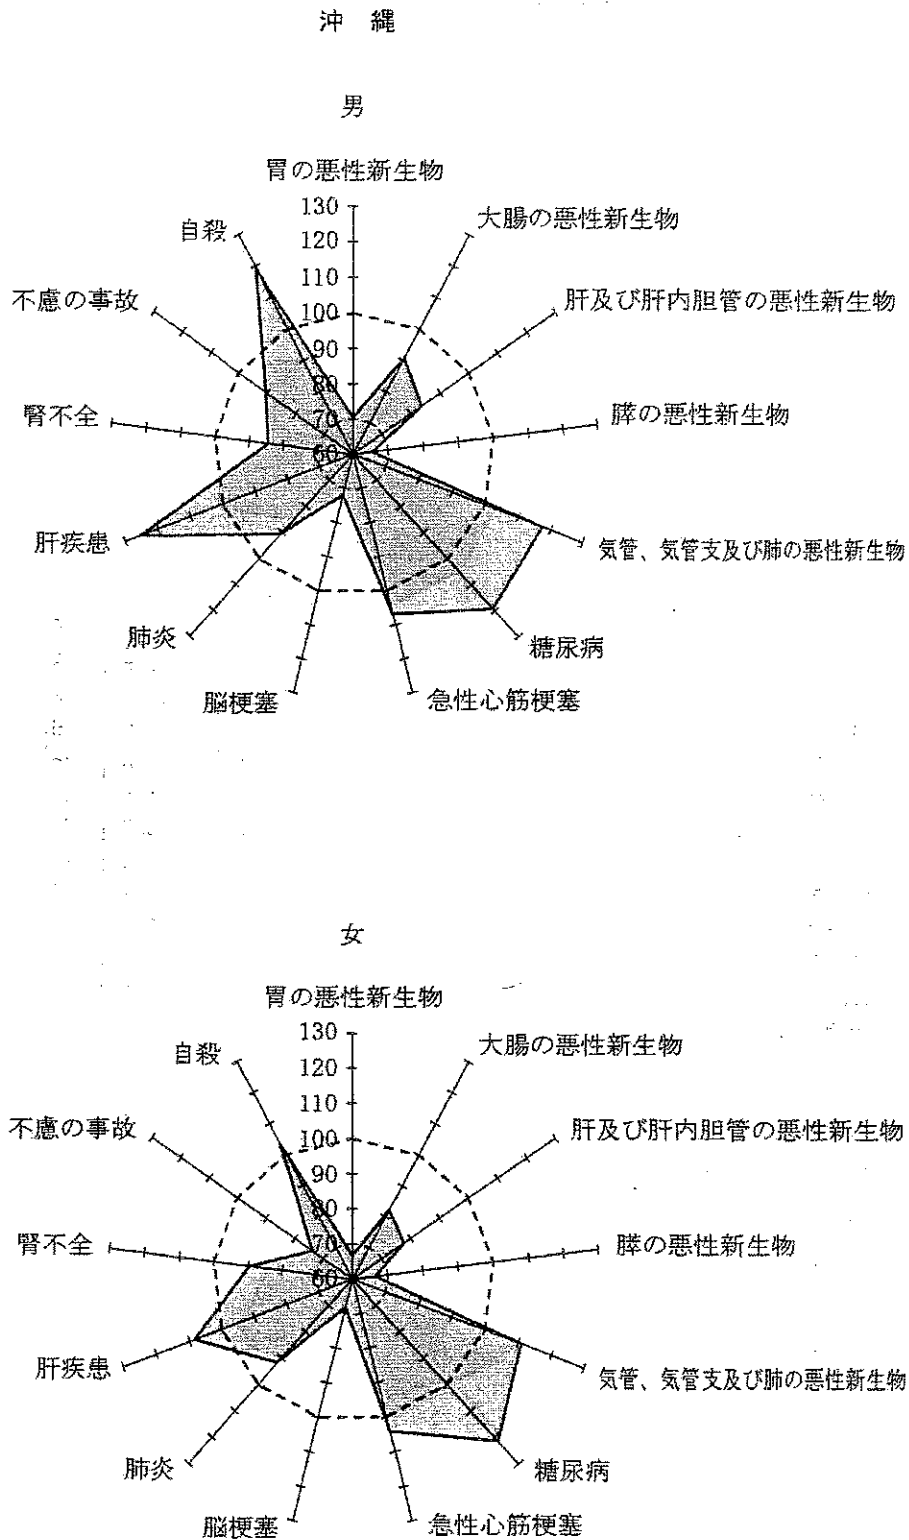 沖 縄
男
胃の悪性新生物
130
120
110
100
90
80
70
60
大腸の悪性新生物
肝及び肝内胆管の悪性新生物
膵の悪性新生物
気管、気管支及び肺の悪性新生物
糖尿病
急性心筋梗塞
脳梗塞
肺炎
肝疾患
腎不全
不慮の事故
自殺
女
胃の悪性新生物
130
120
110
100
90
80
70
60
大腸の悪性新生物
肝及び肝内胆管の悪性新生物
膵の悪性新生物
気管、気管支及び肺の悪性新生物
糖尿病
急性心筋梗塞
脳梗塞
肺炎
肝疾患
腎不全
不慮の事故
自殺